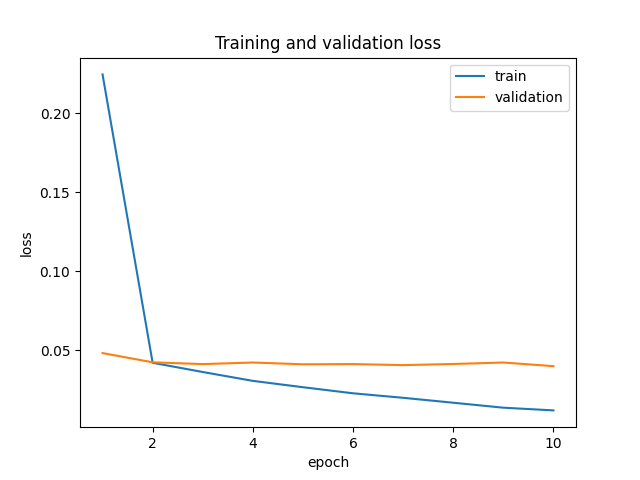 Training and validation loss
train
validation
0.20
0.15
0.10
0.05
loss
2 4 6 8 10
epoch